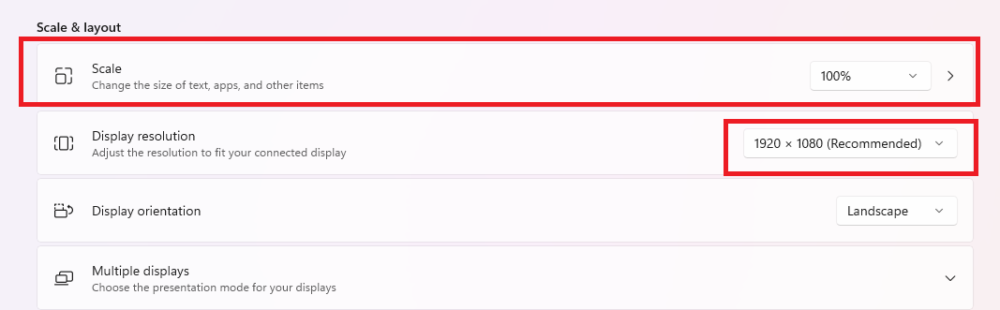 Scale & layout
Scale
Change the size of text, apps, and other items
100%
Display resolution
Adjust the resolution to fit your connected display
1920 × 1080 (Recommended)
Display orientation
Landscape
Multiple displays
Choose the presentation mode for your displays